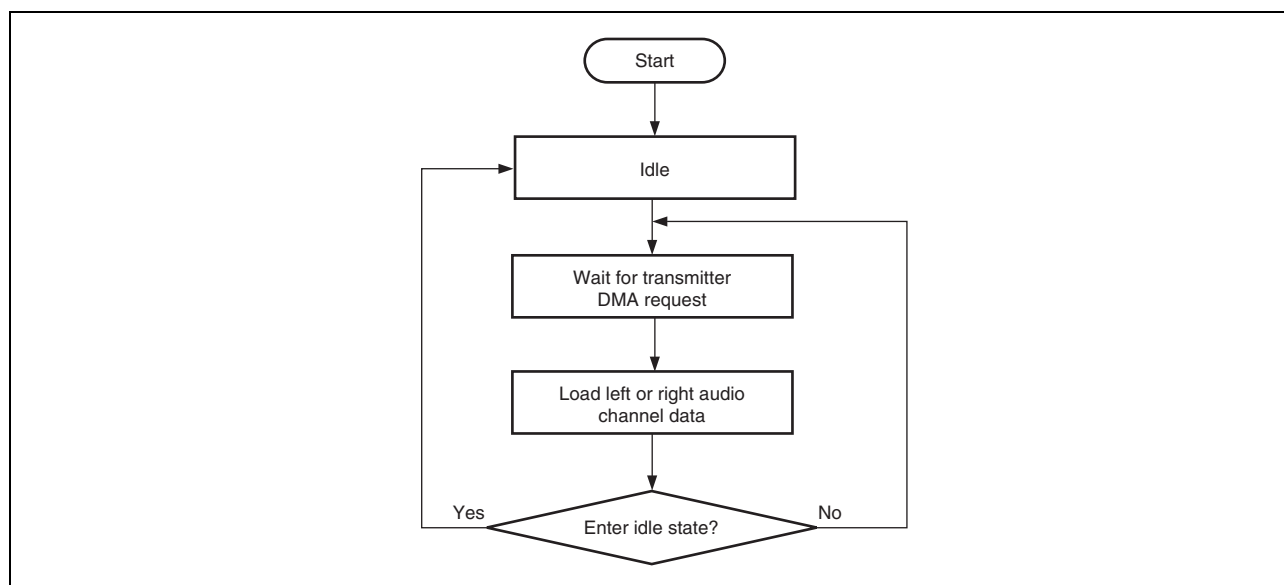 Start
Idle
Wait for transmitter
DMA request
Load left or right audio
channel data
Yes
Enter idle state?
No